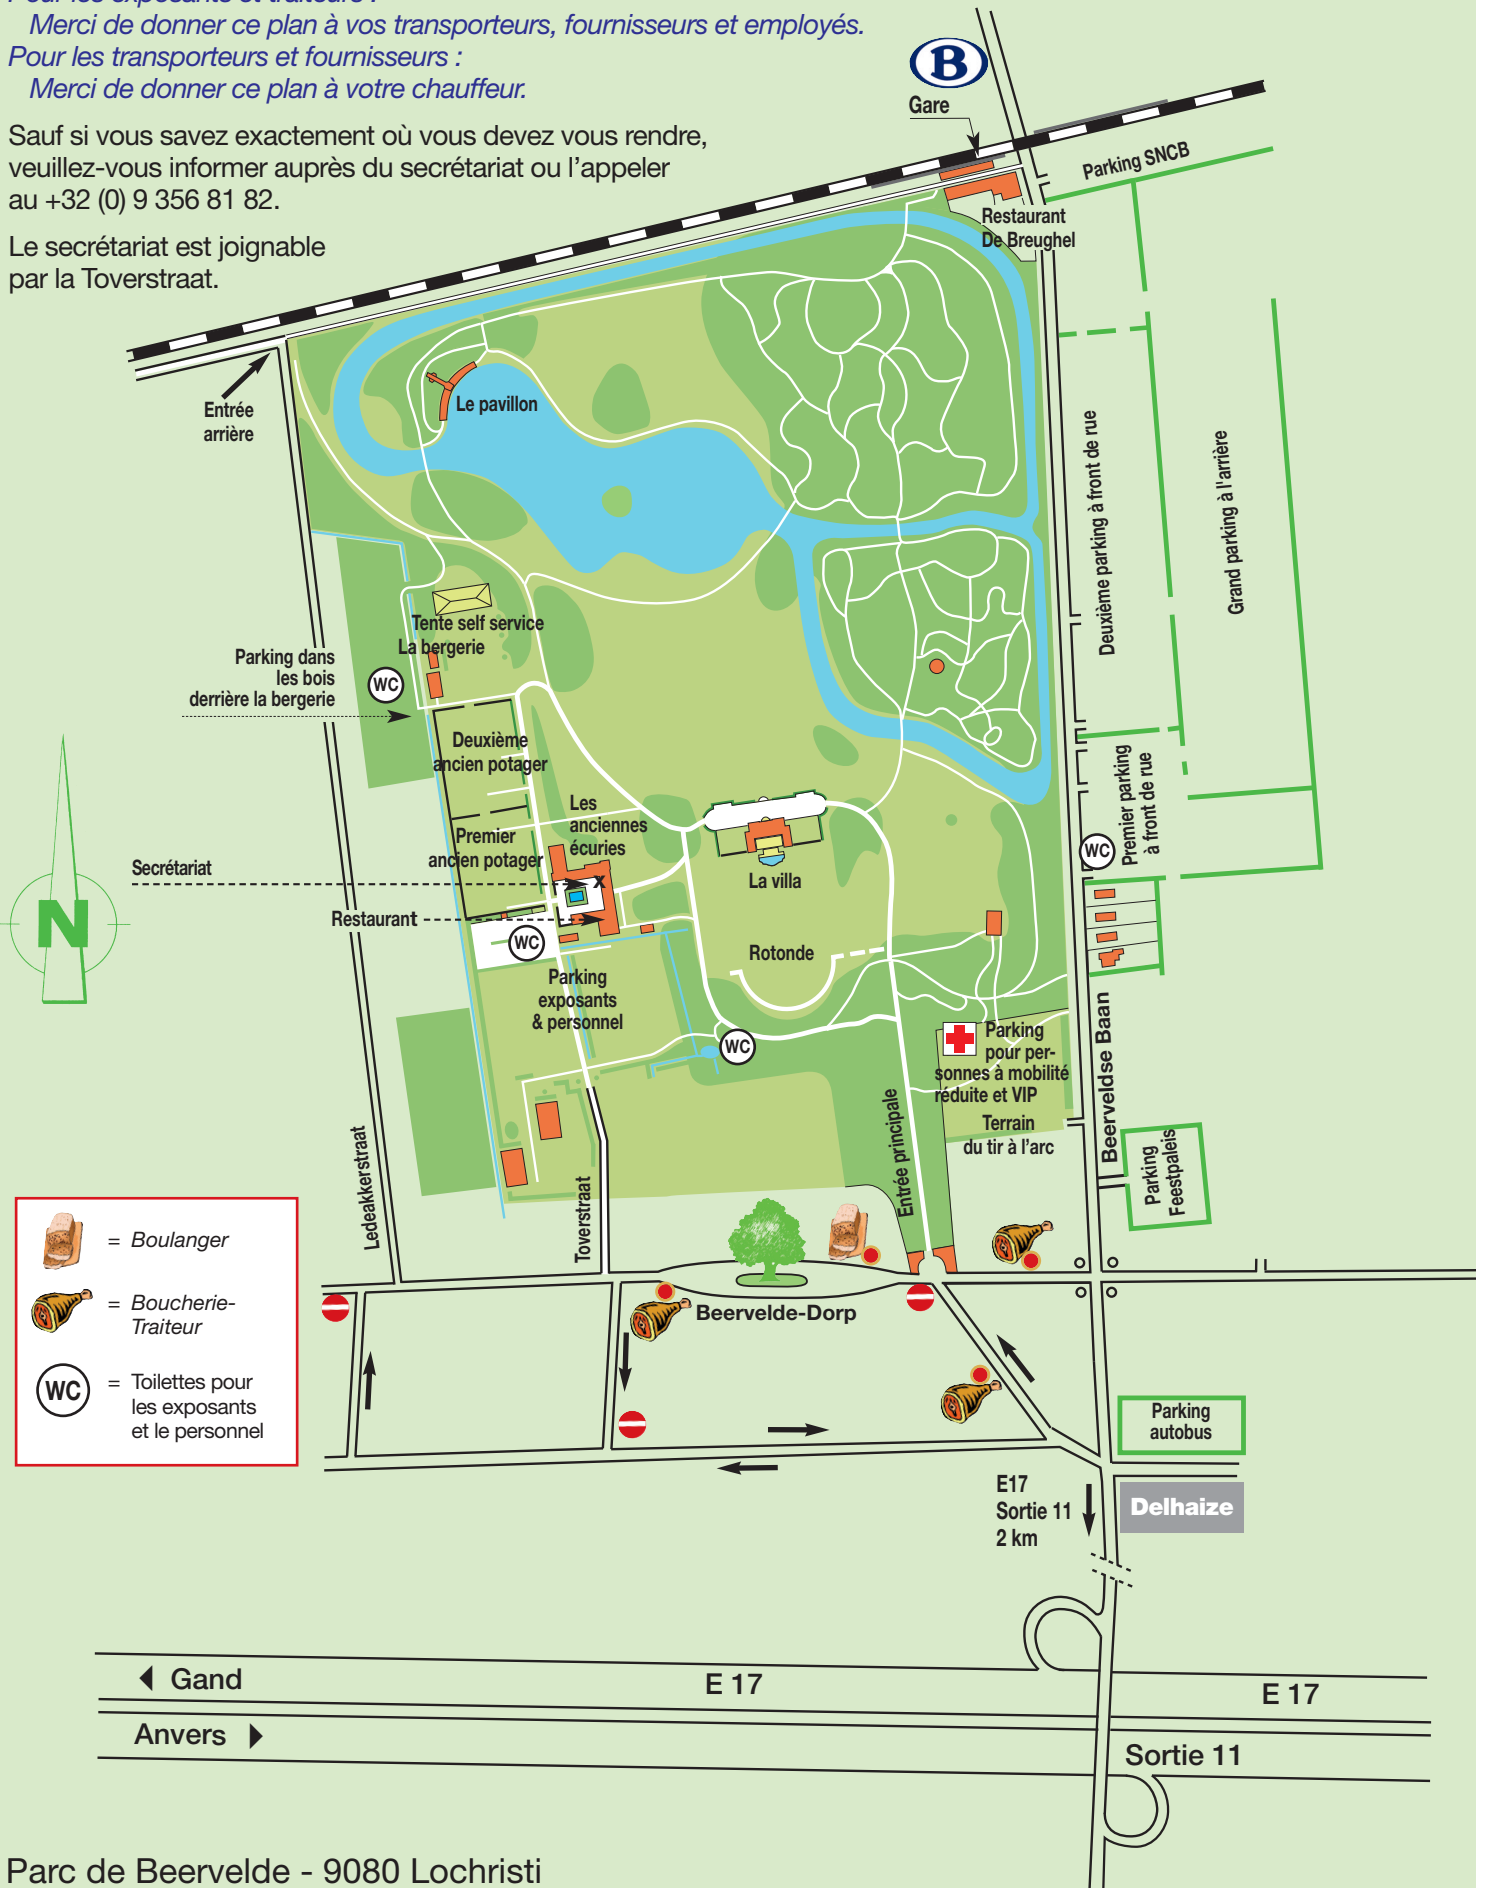 Pour les exposants et traiteurs :
Merci de donner ce plan à vos transporteurs, fournisseurs et employés.
Pour les transporteurs et fournisseurs :
Merci de donner ce plan à votre chauffeur.
Sauf si vous savez exactement où vous devez vous rendre,
veuillez-vous informer auprès du secrétariat ou l’appeler
au +32 (0) 9 356 81 82.
Le secrétariat est joignable
par la Toverstraat.
B
Gare
Parking SNCB
Restaurant
De Breughel
Entrée
arrière
Le pavillon
Deuxième parking à front de rue
Grand parking à l'arrière
Tente self service
La bergerie
Parking dans
les bois
derrière la bergerie
WC
Deuxième
ancien potager
Premier parking
à front de rue
WC
Les
anciennes
écuries
Premier
ancien potager
Secrétariat
x
La villa
Restaurant
N
WC
Rotonde
Parking
exposants
& personnel
WC
Parking
pour per-
sonnes à mobilité
réduite et VIP
Terrain
du tir à l’arc
Beerveldse Baan
Entrée principale
Parking
Feestpaleis
Ledeakkerstraat
Toverstraat
= Boulanger
= Boucherie-
Traiteur
WC
= Toilettes pour
les exposants
et le personnel
Beervelde-Dorp
Parking
autobus
E17
Sortie 11
2 km
Delhaize
Gand
E 17
E 17
Anvers
Sortie 11
Parc de Beervelde - 9080 Lochristi